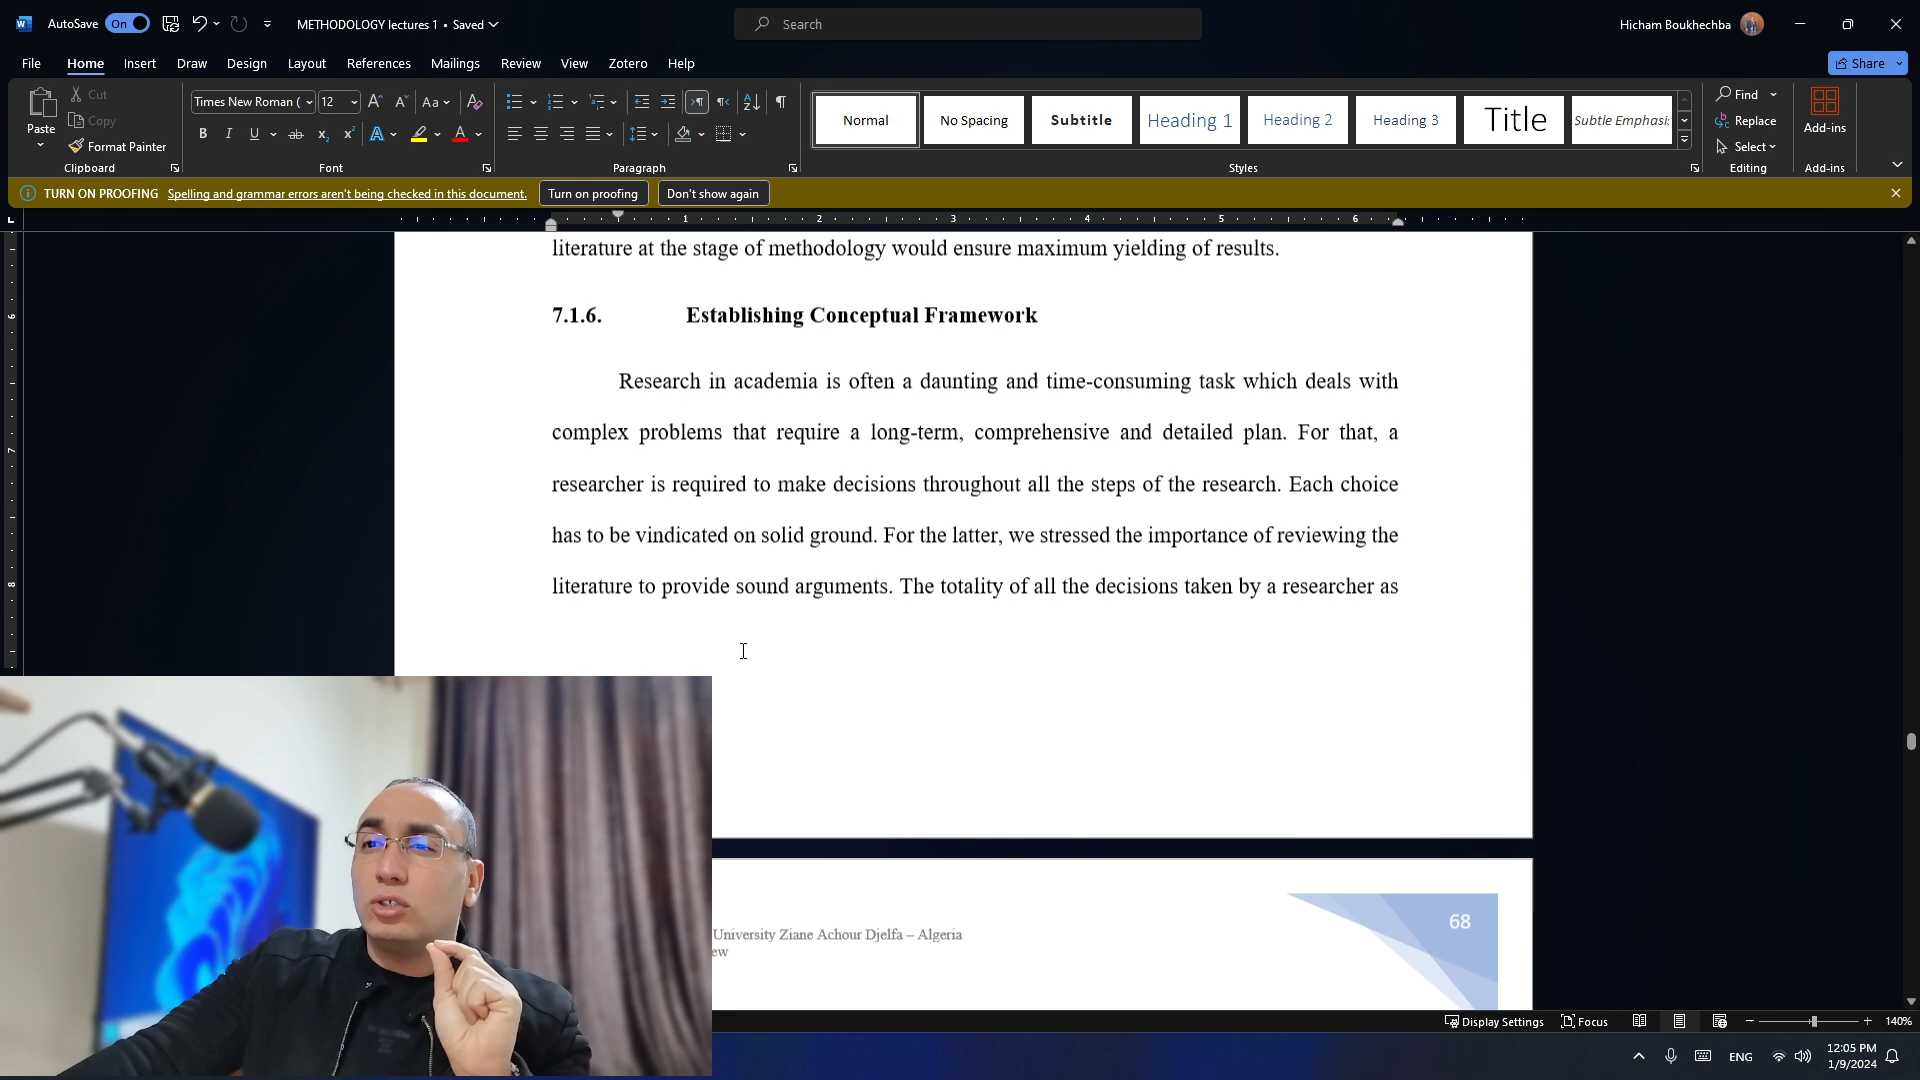 AutoSave On METHODOLOGY lectures 1 • Saved Search Hicham Boukhechba
File Home Insert Draw Design Layout References Mailings Review View Zotero Help Share
Paste Cut Copy Format Painter Clipboard
Times New Roman ( 12 Font
Paragraph
Normal No Spacing Subtitle Heading 1 Heading 2 Heading 3 Title Subtle Emphasi: Styles
Find Replace Select Editing
Add-ins Add-ins
TURN ON PROOFING Spelling and grammar errors aren't being checked in this document. Turn on proofing Don't show again
1 2 3 4 5 6
literature at the stage of methodology would ensure maximum yielding of results.
7.1.6. Establishing Conceptual Framework
Research in academia is often a daunting and time-consuming task which deals with
complex problems that require a long-term, comprehensive and detailed plan. For that, a
researcher is required to make decisions throughout all the steps of the research. Each choice
has to be vindicated on solid ground. For the latter, we stressed the importance of reviewing the
literature to provide sound arguments. The totality of all the decisions taken by a researcher as
68
University Ziane Achour Djelfa – Algeria
ew
Display Settings Focus 140%
ENG 12:05 PM
1/9/2024